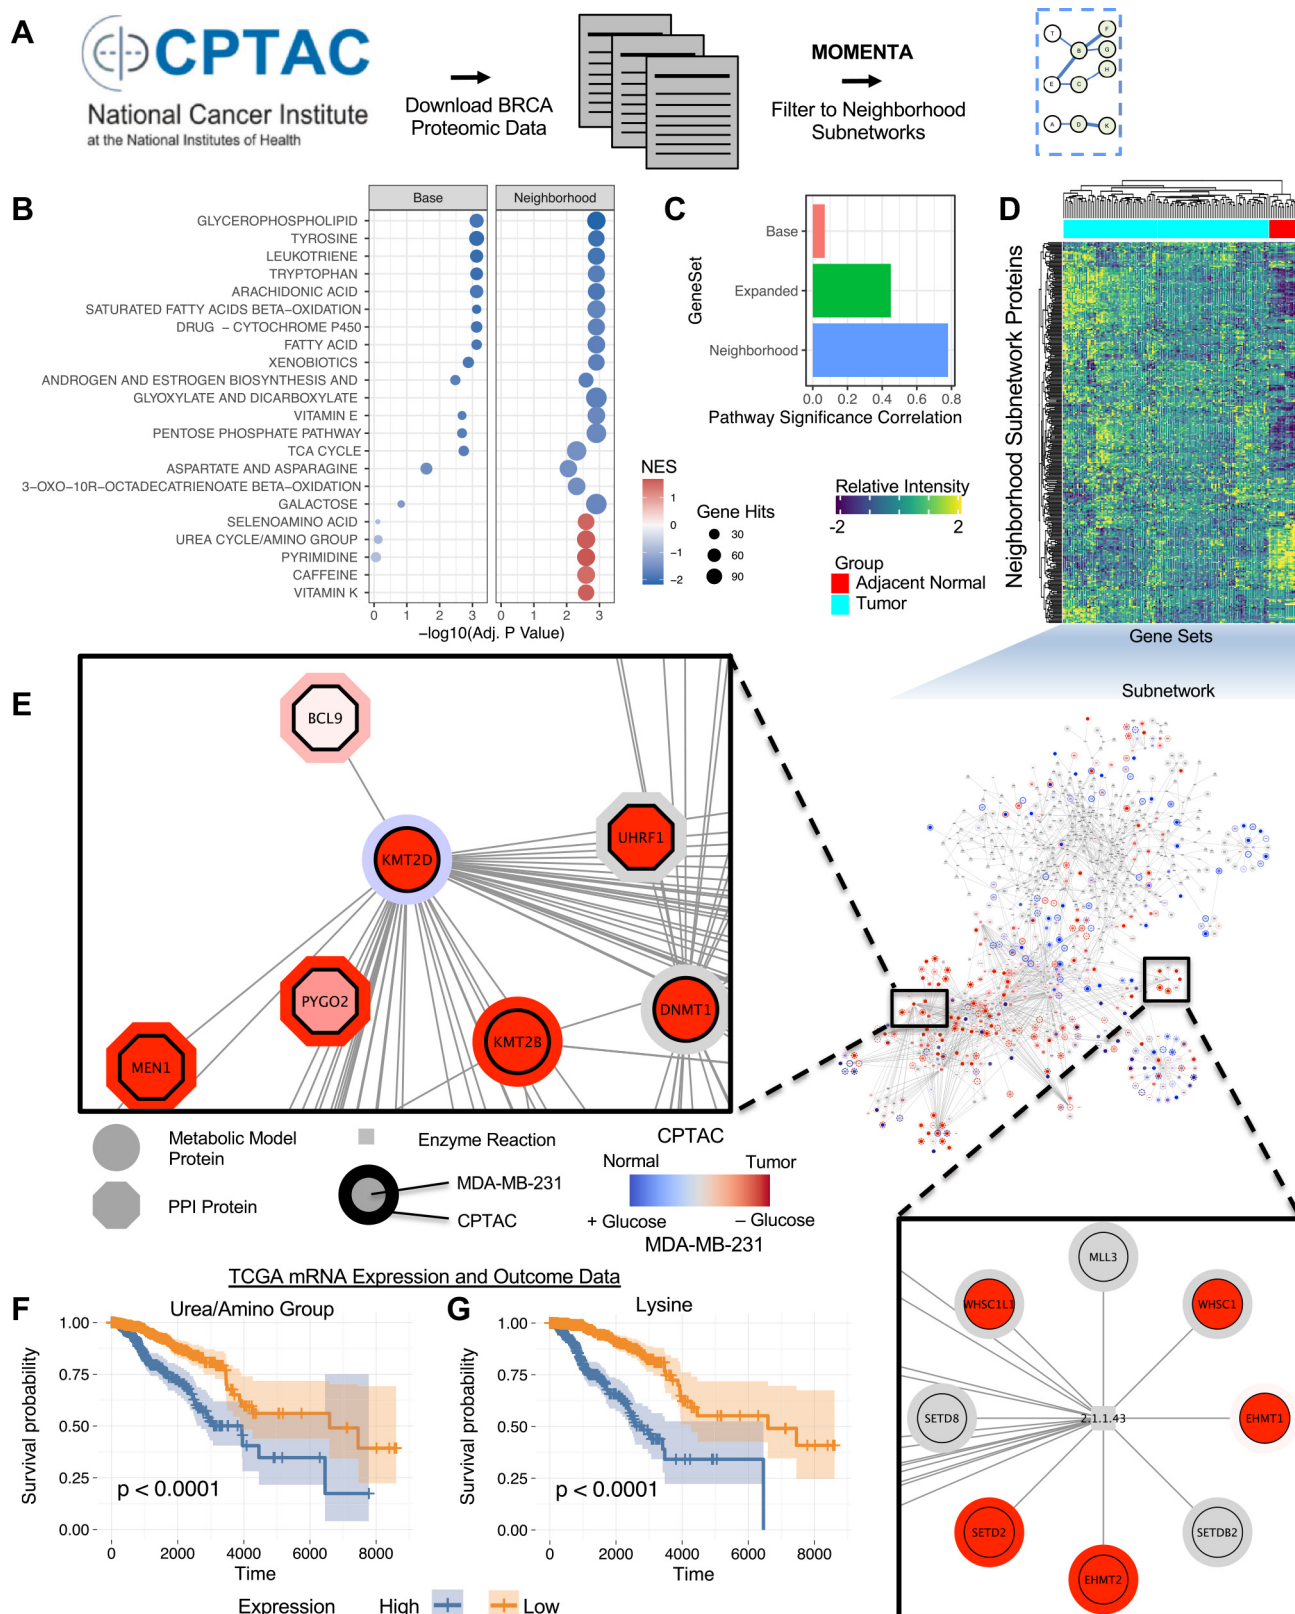 A
CPTAC
National Cancer Institute
at the National Institutes of Health
Download BRCA
Proteomic Data
MOMENTA
Filter to Neighborhood
Subnetworks
T
F
B
G
H
E
C
A
D
K
B
Base
Neighborhood
GLYCEROPHOSPHOLIPID
TYROSINE
LEUKOTRIENE
TRYPTOPHAN
ARACHIDONIC ACID
SATURATED FATTY ACIDS BETA−OXIDATION
DRUG − CYTOCHROME P450
FATTY ACID
XENOBIOTICS
ANDROGEN AND ESTROGEN BIOSYNTHESIS AND
GLYOXYLATE AND DICARBOXYLATE
VITAMIN E
PENTOSE PHOSPHATE PATHWAY
TCA CYCLE
ASPARTATE AND ASPARAGINE
3−OXO−10R−OCTADECATRIENOATE BETA−OXIDATION
GALACTOSE
SELENOAMINO ACID
UREA CYCLE/AMINO GROUP
PYRIMIDINE
CAFFEINE
VITAMIN K
0 1 2 3
0 1 2 3
−log10(Adj. P Value)
NES
1
0
-1
-2
Gene Hits
30
60
90
C
GeneSet
Base
Expanded
Neighborhood
0.0 0.2 0.4 0.6 0.8
Pathway Significance Correlation
Relative Intensity
-2 2
Group
Adjacent Normal
Tumor
D
Neighborhood Subnetwork Proteins
Gene Sets
Subnetwork
E
BCL9
KMT2D
UHRF1
PYGO2
MEN1
KMT2B
DNMT1
Metabolic Model
Protein
PPI Protein
Enzyme Reaction
MDA-MB-231
CPTAC
CPTAC
Normal Tumor
+ Glucose – Glucose
MDA-MB-231
MLL3
WHSC1L1
WHSC1
SETD8
2.1.1.43
EHMT1
SETD2
SETDB2
EHMT2
TCGA mRNA Expression and Outcome Data
F
Urea/Amino Group
Survival probability
1.00
0.75
0.50
0.25
0.00
p < 0.0001
0 2000 4000 6000 8000
Time
G
Lysine
Survival probability
1.00
0.75
0.50
0.25
0.00
p < 0.0001
0 2000 4000 6000 8000
Time
Expression High Low